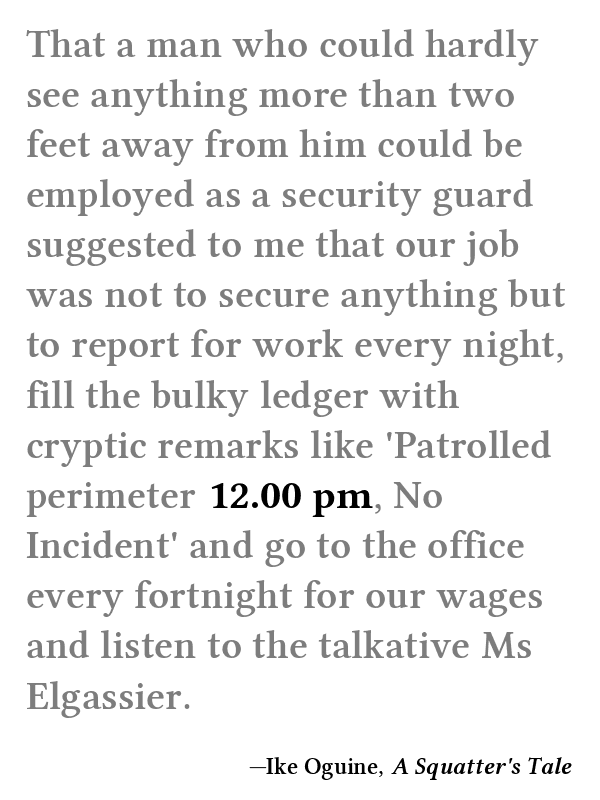 That a man who could hardly
see anything more than two
feet away from him could be
employed as a security guard
suggested to me that our job
was not to secure anything but
to report for work every night,
fill the bulky ledger with
cryptic remarks like 'Patrolled
perimeter 12.00 pm, No
Incident' and go to the office
every fortnight for our wages
and listen to the talkative Ms
Elgassier.
—Ike Oguine, A Squatter's Tale